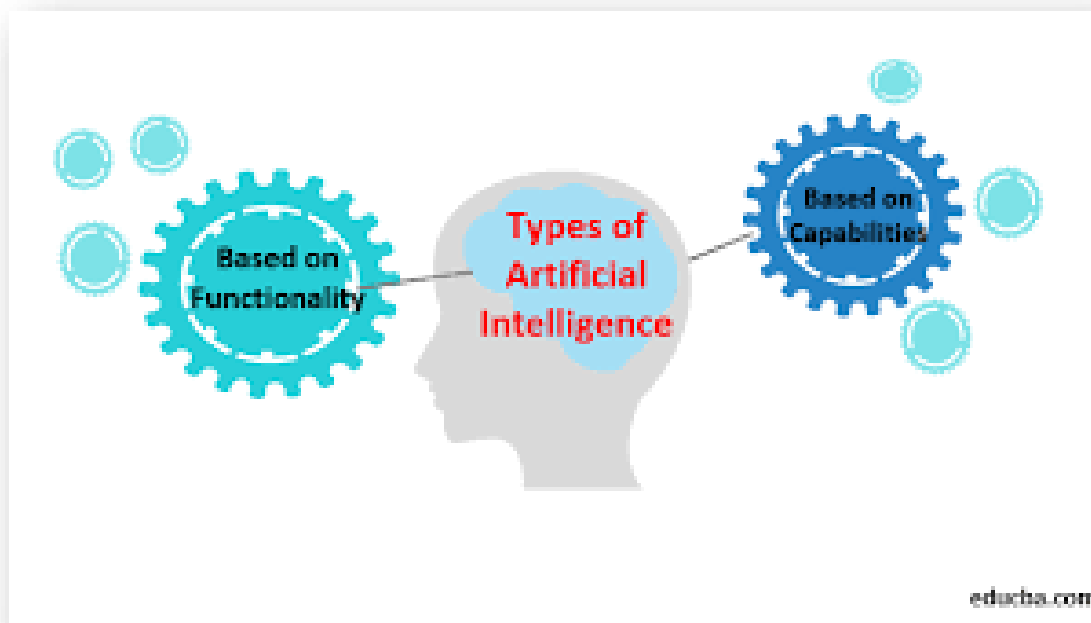 Based on
Functionality
Types of
Artificial
Intelligence
Based on
Capabilities
educba.com